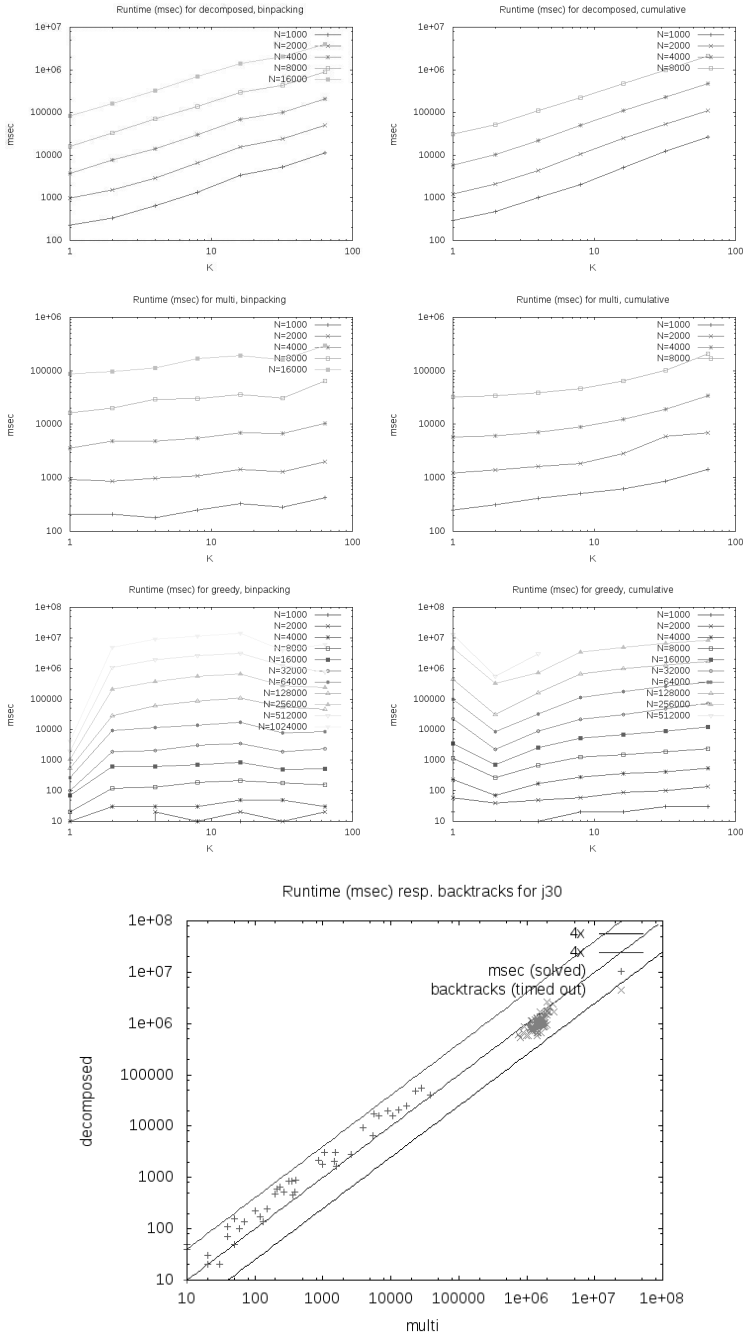 Runtime (msec) for decomposed, binpacking
1e+07
1e+06
100000
10000
1000
100
1
10
100
msec
K
N=1000
N=2000
N=4000
N=8000
N=16000
Runtime (msec) for decomposed, cumulative
1e+07
1e+06
100000
10000
1000
100
1
10
100
msec
K
N=1000
N=2000
N=4000
N=8000
Runtime (msec) for multi, binpacking
1e+06
100000
10000
1000
100
1
10
100
msec
K
N=1000
N=2000
N=4000
N=8000
N=16000
Runtime (msec) for multi, cumulative
1e+06
100000
10000
1000
100
1
10
100
msec
K
N=1000
N=2000
N=4000
N=8000
Runtime (msec) for greedy, binpacking
1e+08
1e+07
1e+06
100000
10000
1000
100
10
1
10
100
msec
K
N=1000
N=2000
N=4000
N=8000
N=16000
N=32000
N=64000
N=128000
N=256000
N=512000
N=1024000
Runtime (msec) for greedy, cumulative
1e+08
1e+07
1e+06
100000
10000
1000
100
10
1
10
100
msec
K
N=1000
N=2000
N=4000
N=8000
N=16000
N=32000
N=64000
N=128000
N=256000
N=512000
Runtime (msec) resp. backtracks for j30
1e+08
1e+07
1e+06
100000
10000
1000
100
10
10
100
1000
10000
100000
1e+06
1e+07
1e+08
decomposed
multi
4x
4x
msec (solved)
backtracks (timed out)